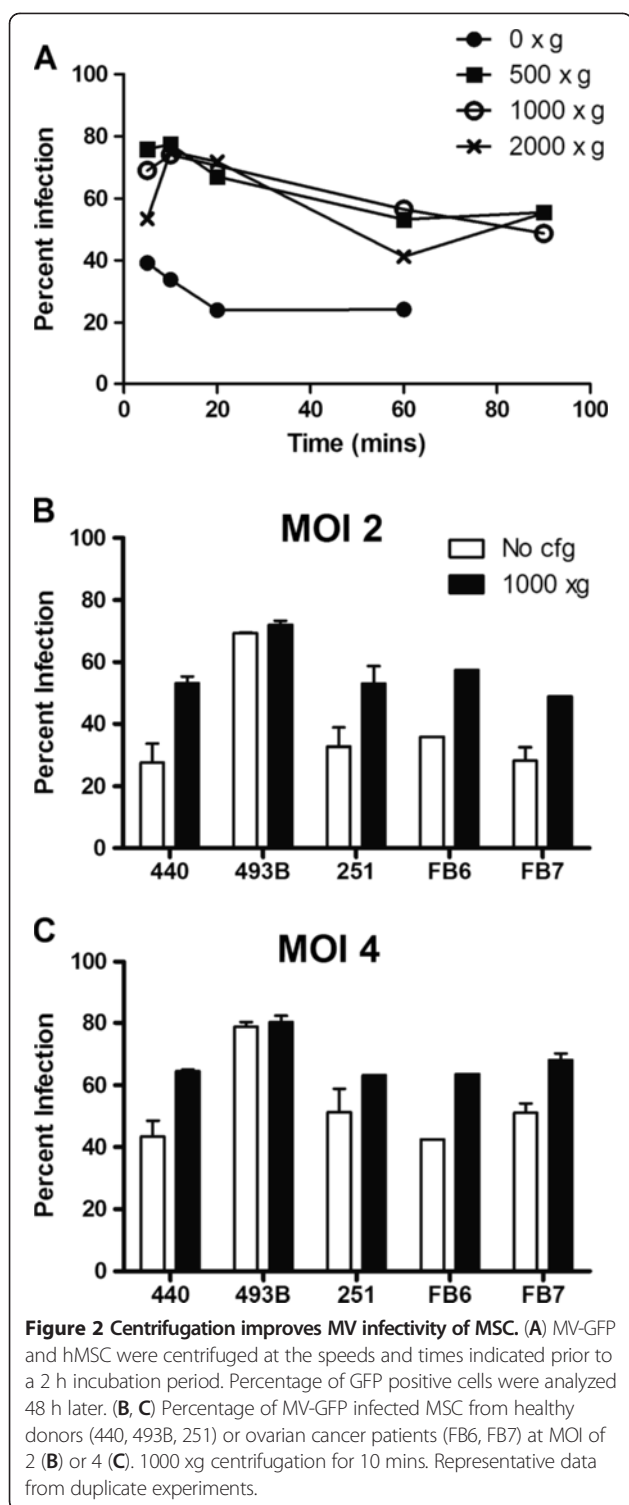 A
0 x g
500 x g
1000 x g
2000 x g
Percent infection
100
80
60
40
20
0
0 20 40 60 80 100
Time (mins)
B
MOI 2
No cfg
1000 xg
Percent Infection
100
80
60
40
20
0
440 493B 251 FB6 FB7
C
MOI 4
Percent Infection
100
80
60
40
20
0
440 493B 251 FB6 FB7
Figure 2 Centrifugation improves MV infectivity of MSC. (A) MV-GFP
and hMSC were centrifuged at the speeds and times indicated prior to
a 2 h incubation period. Percentage of GFP positive cells were analyzed
48 h later. (B, C) Percentage of MV-GFP infected MSC from healthy
donors (440, 493B, 251) or ovarian cancer patients (FB6, FB7) at MOI of
2 (B) or 4 (C). 1000 xg centrifugation for 10 mins. Representative data
from duplicate experiments.